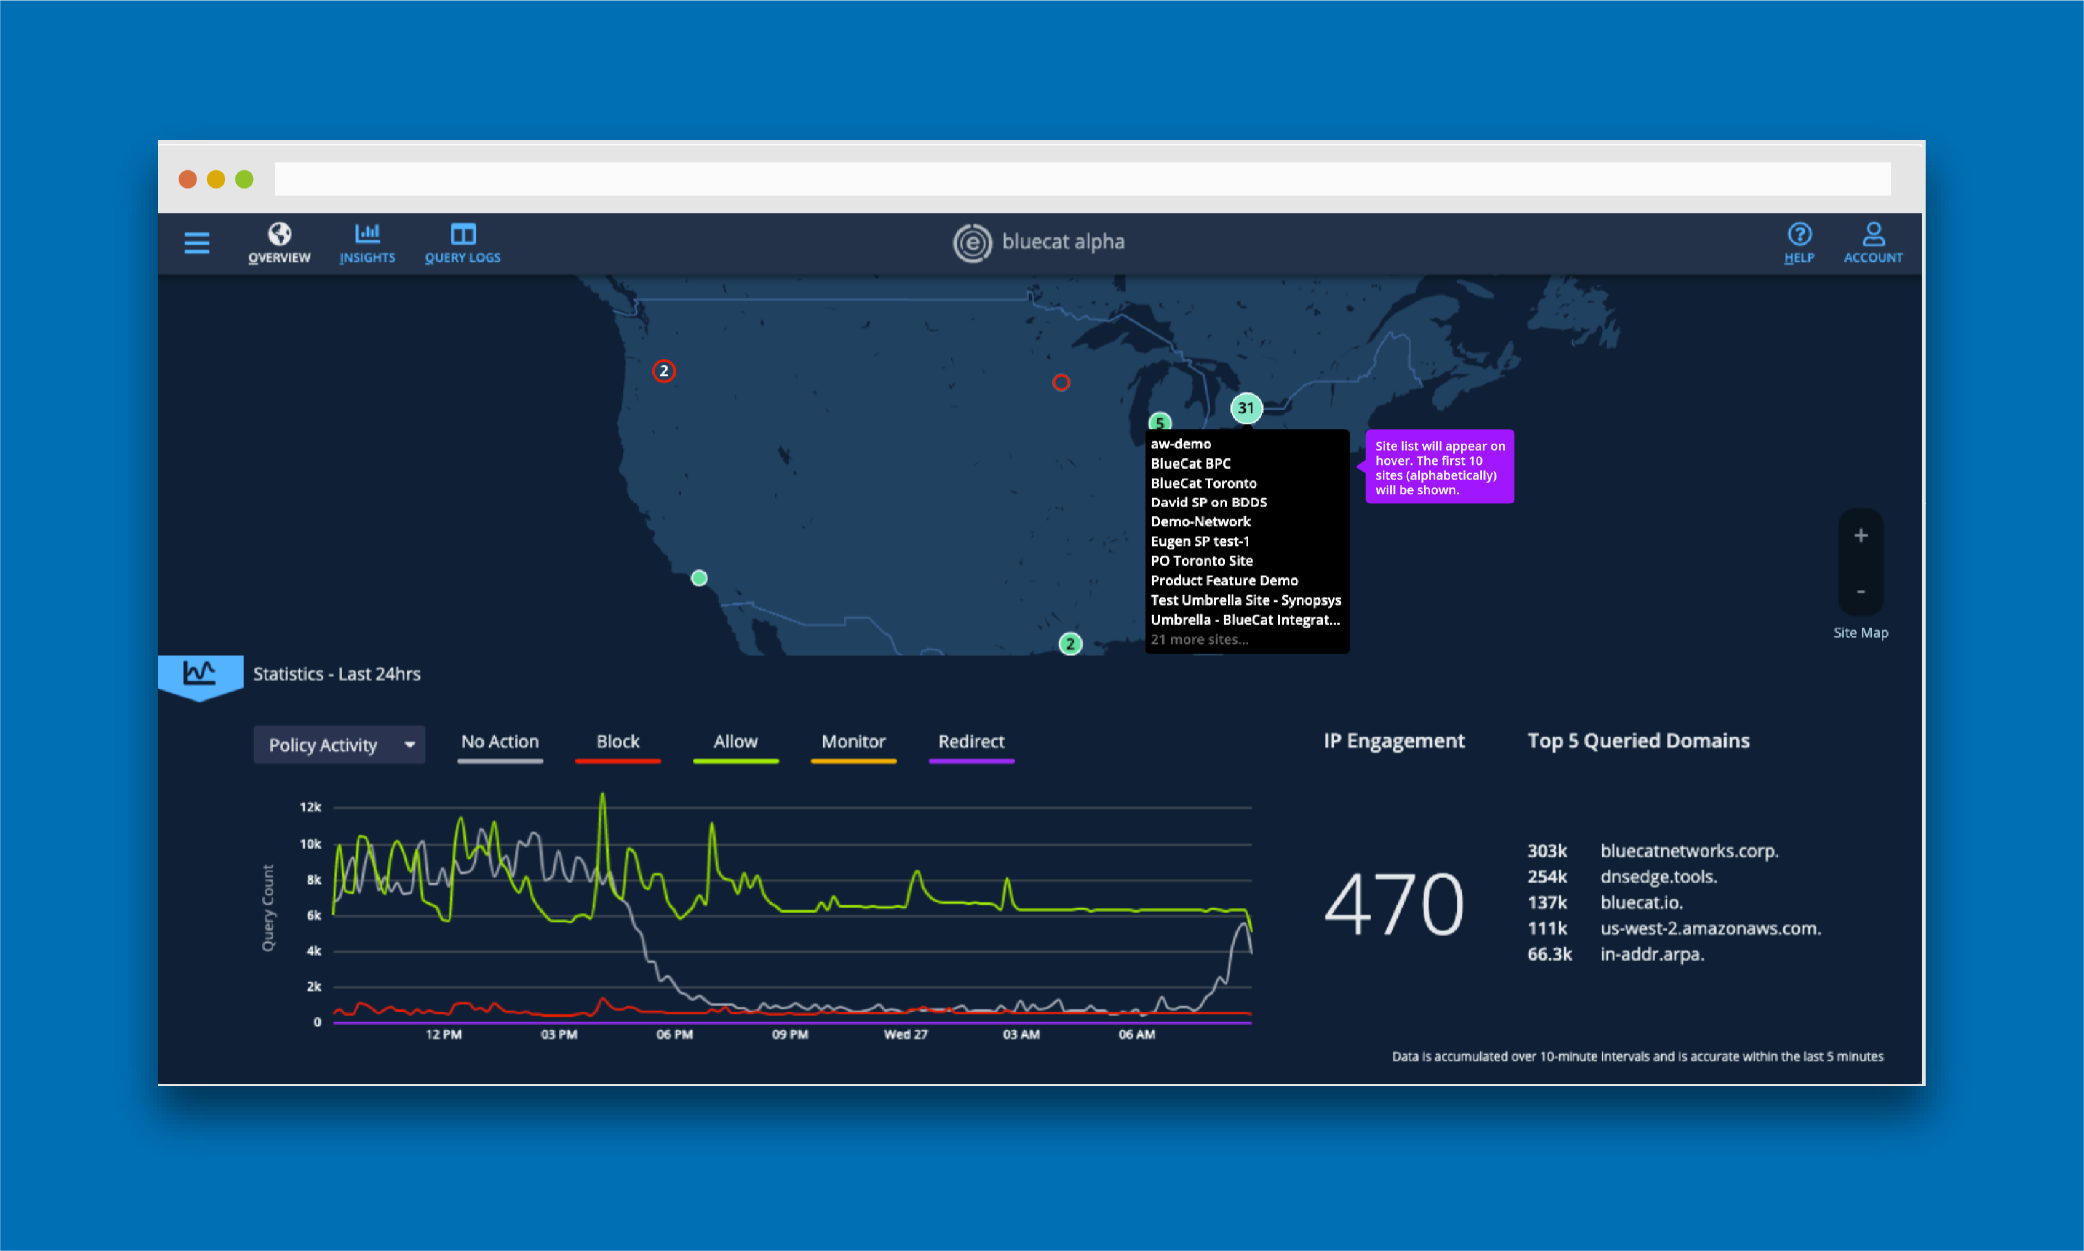 OVERVIEW
INSIGHTS
QUERY LOGS
e
bluecat alpha
HELP
ACCOUNT
2
31
5
aw-demo
BlueCat BPC
BlueCat Toronto
David SP on BDDS
Demo-Network
Eugen SP test-1
PO Toronto Site
Product Feature Demo
Test Umbrella Site - Synopsys
Umbrella - BlueCat Integrat...
21 more sites...
Site list will appear on
hover. The first 10
sites (alphabetically)
will be shown.
+
-
Site Map
2
Statistics - Last 24hrs
Policy Activity
No Action
Block
Allow
Monitor
Redirect
Query Count
12k
10k
8k
6k
4k
2k
0
12 PM
03 PM
06 PM
09 PM
Wed 27
03 AM
06 AM
IP Engagement
470
Top 5 Queried Domains
303k bluecatnetworks.corp.
254k dnsedge.tools.
137k bluecat.io.
111k us-west-2.amazonaws.com.
66.3k in-addr.arpa.
Data is accumulated over 10-minute intervals and is accurate within the last 5 minutes